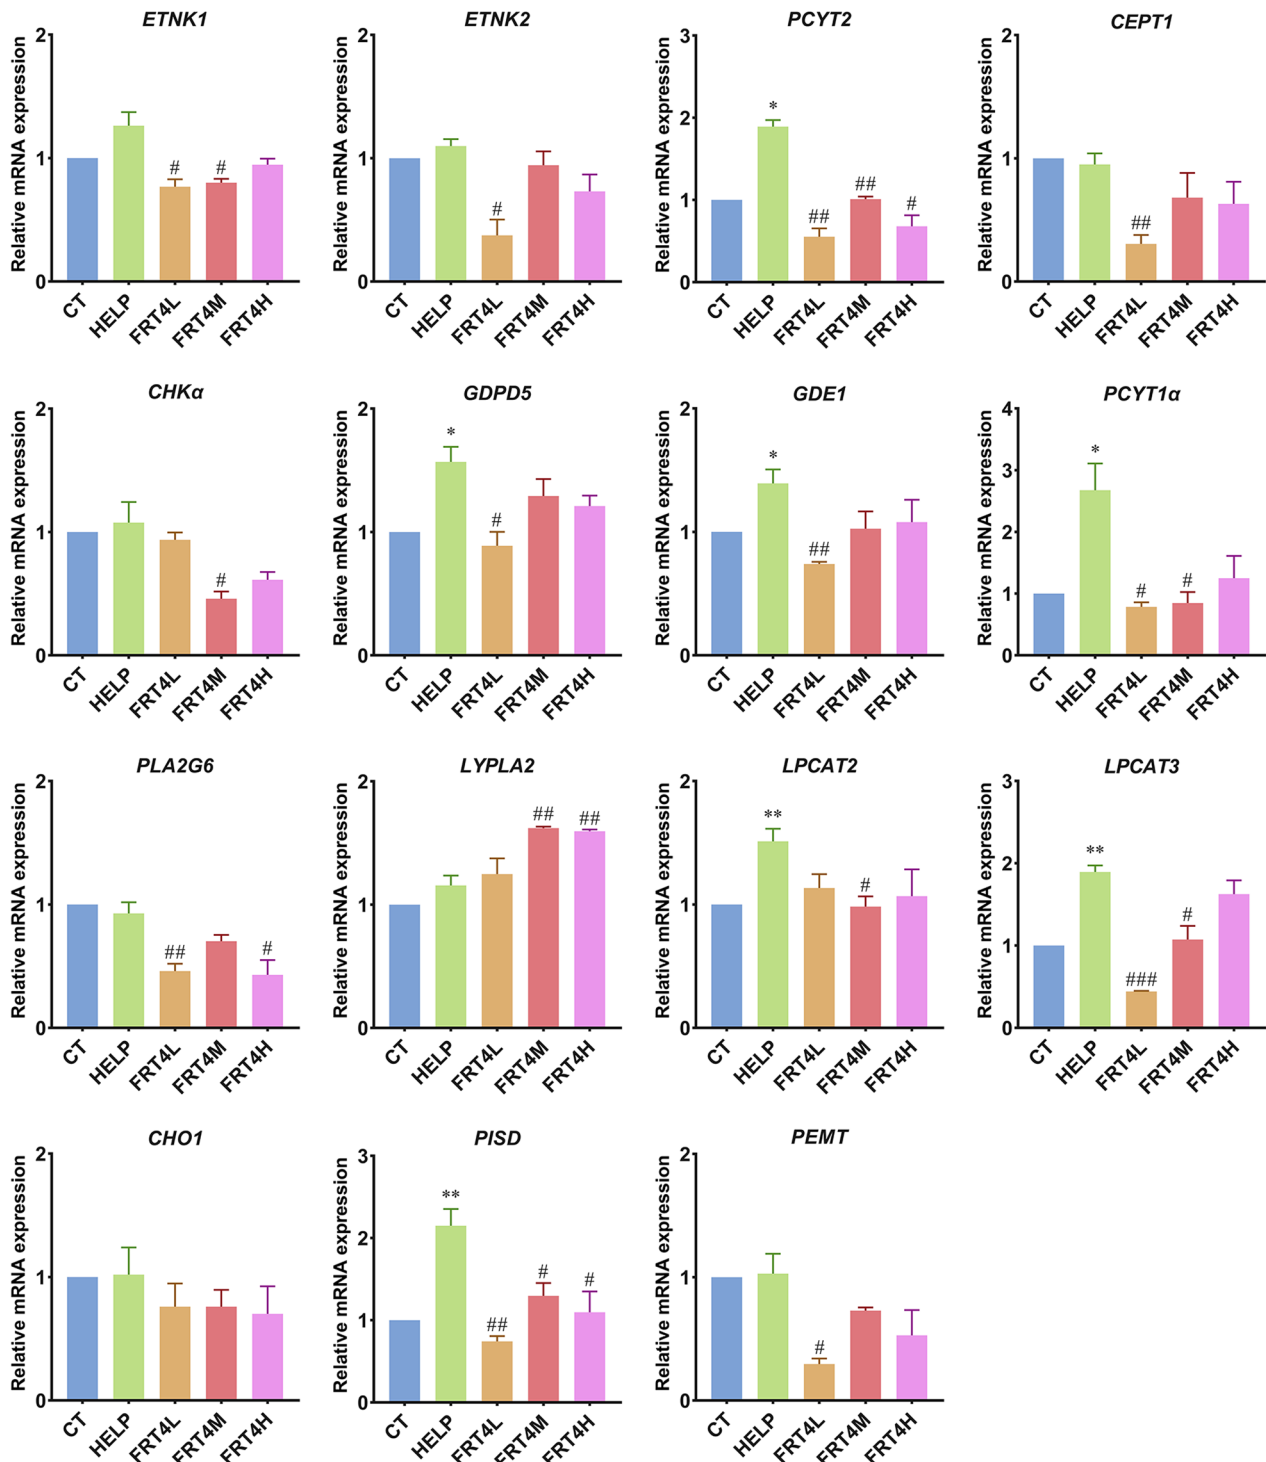 ETNK1
Relative mRNA expression
2
1
0
#
#
CT
HELP
FRT4L
FRT4M
FRT4H
ETNK2
Relative mRNA expression
2
1
0
#
CT
HELP
FRT4L
FRT4M
FRT4H
PCYT2
Relative mRNA expression
3
2
1
0
*
##
##
#
CT
HELP
FRT4L
FRT4M
FRT4H
CEPT1
Relative mRNA expression
2
1
0
##
CT
HELP
FRT4L
FRT4M
FRT4H
CHKα
Relative mRNA expression
2
1
0
#
CT
HELP
FRT4L
FRT4M
FRT4H
GDPD5
Relative mRNA expression
2
1
0
*
#
CT
HELP
FRT4L
FRT4M
FRT4H
GDE1
Relative mRNA expression
2
1
0
*
##
CT
HELP
FRT4L
FRT4M
FRT4H
PCYT1α
Relative mRNA expression
4
3
2
1
0
*
#
#
CT
HELP
FRT4L
FRT4M
FRT4H
PLA2G6
Relative mRNA expression
2
1
0
##
#
CT
HELP
FRT4L
FRT4M
FRT4H
LYPLA2
Relative mRNA expression
2
1
0
##
##
CT
HELP
FRT4L
FRT4M
FRT4H
LPCAT2
Relative mRNA expression
2
1
0
**
#
CT
HELP
FRT4L
FRT4M
FRT4H
LPCAT3
Relative mRNA expression
3
2
1
0
**
###
#
CT
HELP
FRT4L
FRT4M
FRT4H
CHO1
Relative mRNA expression
2
1
0
CT
HELP
FRT4L
FRT4M
FRT4H
PISD
Relative mRNA expression
3
2
1
0
**
##
#
#
CT
HELP
FRT4L
FRT4M
FRT4H
PEMT
Relative mRNA expression
2
1
0
#
CT
HELP
FRT4L
FRT4M
FRT4H